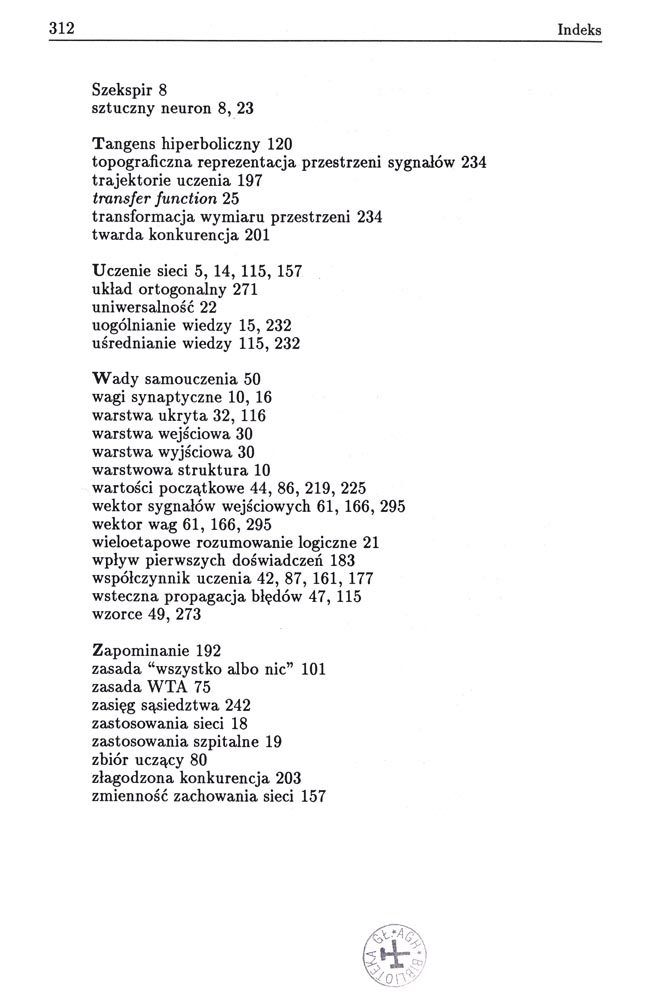 312 Indeks
Szekspir 8
sztuczny neuron 8, 23
Tangens hiperboliczny 120
topograficzna reprezentacja przestrzeni sygnałów 234
trajektorie uczenia 197
transfer function 25
transformacja wymiaru przestrzeni 234
twarda konkurencja 201
Uczenie sieci 5, 14, 115, 157
układ ortogonalny 271
uniwersalność 22
uogólnianie wiedzy 15, 232
uśrednianie wiedzy 115, 232
Wady samouczenia 50
wagi synaptyczne 10, 16
warstwa ukryta 32, 116
warstwa wejściowa 30
warstwa wyjściowa 30
warstwowa struktura 10
wartości początkowe 44, 86, 219, 225
wektor sygnałów wejściowych 61, 166, 295
wektor wag 61, 166, 295
wieloetapowe rozumowanie logiczne 21
wpływ pierwszych doświadczeń 183
współczynnik uczenia 42, 87, 161, 177
wsteczna propagacja błędów 47, 115
wzorce 49, 273
Zapominanie 192
zasada “wszystko albo nic” 101
zasada WTA 75
zasięg sąsiedztwa 242
zastosowania sieci 18
zastosowania szpitalne 19
zbiór uczący 80
złagodzona konkurencja 203
zmienność zachowania sieci 157
BIBLIOTEKA GŁ. AGH